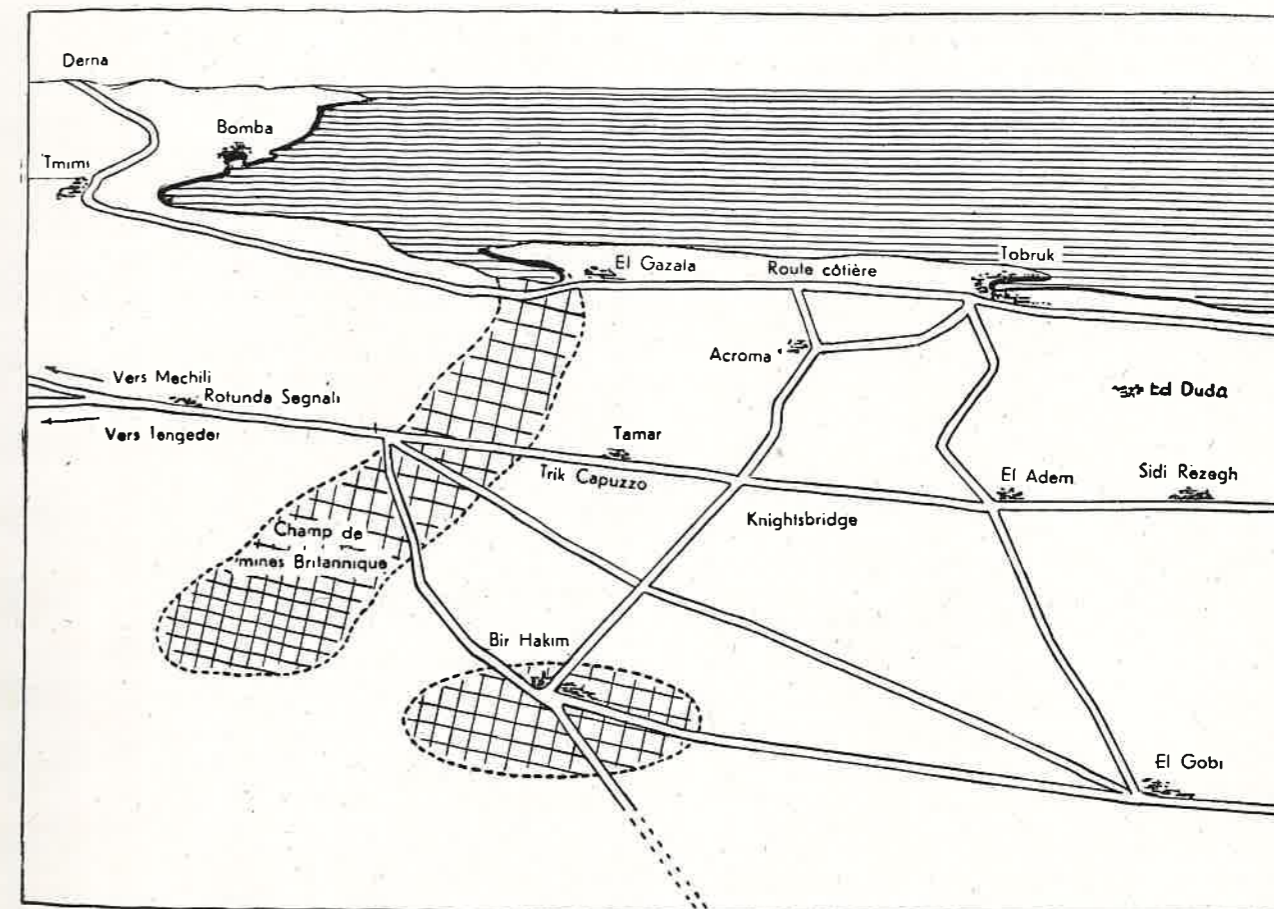 Derna
Bomba
Tmimi
El Gazala
Route côtière
Tobruk
Acroma
Vers Mechili
Rotunda Segnali
Ed Duda
Vers Tengeder
Tamar
Trik Capuzzo
El Adem
Sidi Rezegh
Knightsbridge
Champ de
mines Britannique
Bir Hakim
El Gobi